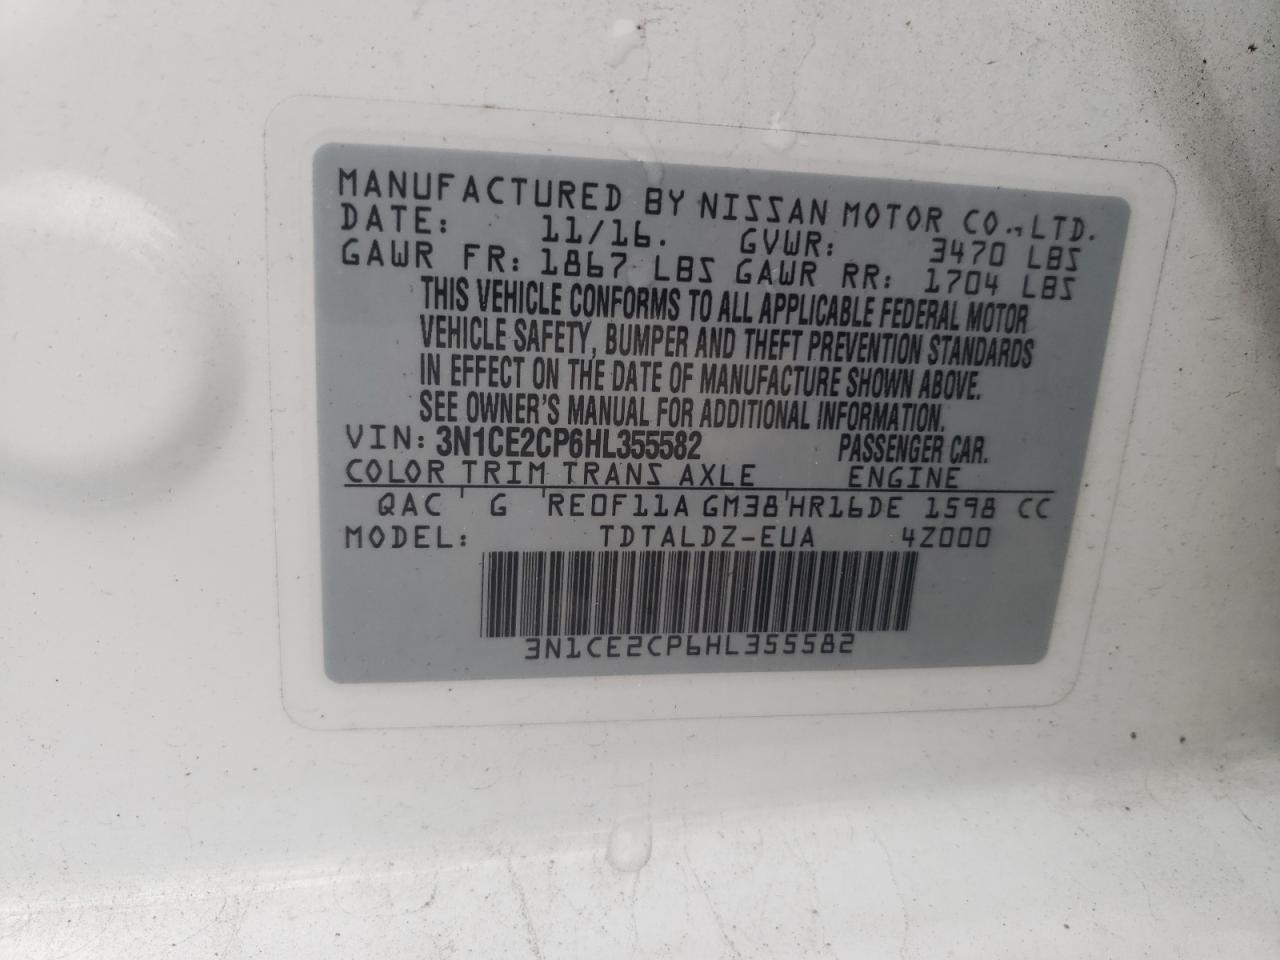 MANUFACTURED BY NISSAN MOTOR CO., LTD.
DATE: 11/16. GVWR: 3470 LBS
GAWR FR: 1867 LBS GAWR RR: 1704 LBS
THIS VEHICLE CONFORMS TO ALL APPLICABLE FEDERAL MOTOR
VEHICLE SAFETY, BUMPER AND THEFT PREVENTION STANDARDS
IN EFFECT ON THE DATE OF MANUFACTURE SHOWN ABOVE.
SEE OWNER'S MANUAL FOR ADDITIONAL INFORMATION.
VIN: 3N1CE2CP6HL355582 PASSENGER CAR.
COLOR TRIM TRANS AXLE ENGINE
QAC ' G 'RE0F11A GM38'HR16DE 1598 CC
MODEL: TDTALDZ-EUA 4Z000
3N1CE2CP6HL355582